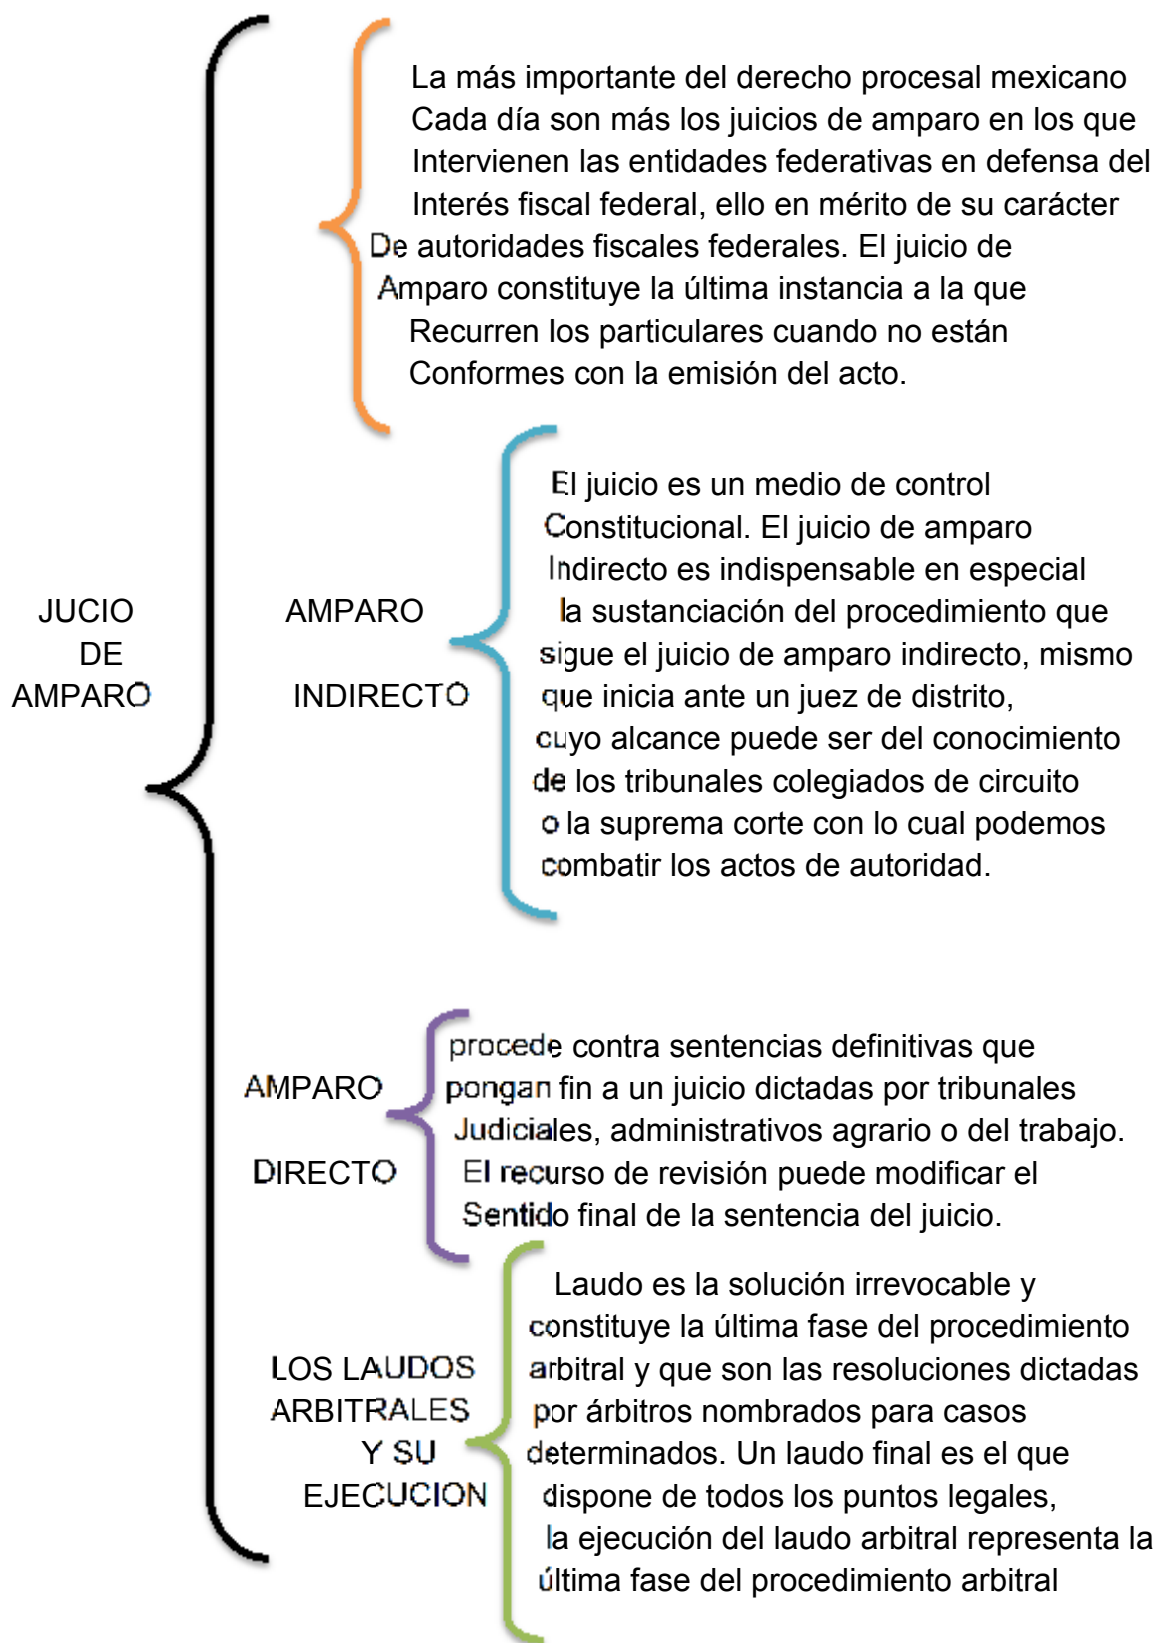 La más importante del derecho procesal mexicano
Cada día son más los juicios de amparo en los que
Intervienen las entidades federativas en defensa del
Interés fiscal federal, ello en mérito de su carácter
De autoridades fiscales federales. El juicio de
Amparo constituye la última instancia a la que
Recurren los particulares cuando no están
Conformes con la emisión del acto.
JUCIO
DE
AMPARO
AMPARO
INDIRECTO
El juicio es un medio de control
Constitucional. El juicio de amparo
Indirecto es indispensable en especial
la sustanciación del procedimiento que
sigue el juicio de amparo indirecto, mismo
que inicia ante un juez de distrito,
cuyo alcance puede ser del conocimiento
de los tribunales colegiados de circuito
o la suprema corte con lo cual podemos
combatir los actos de autoridad.
AMPARO
DIRECTO
procede contra sentencias definitivas que
pongan fin a un juicio dictadas por tribunales
Judiciales, administrativos agrario o del trabajo.
El recurso de revisión puede modificar el
Sentido final de la sentencia del juicio.
LOS LAUDOS
ARBITRALES
Y SU
EJECUCION
Laudo es la solución irrevocable y
constituye la última fase del procedimiento
arbitral y que son las resoluciones dictadas
por árbitros nombrados para casos
determinados. Un laudo final es el que
dispone de todos los puntos legales,
la ejecución del laudo arbitral representa la
última fase del procedimiento arbitral